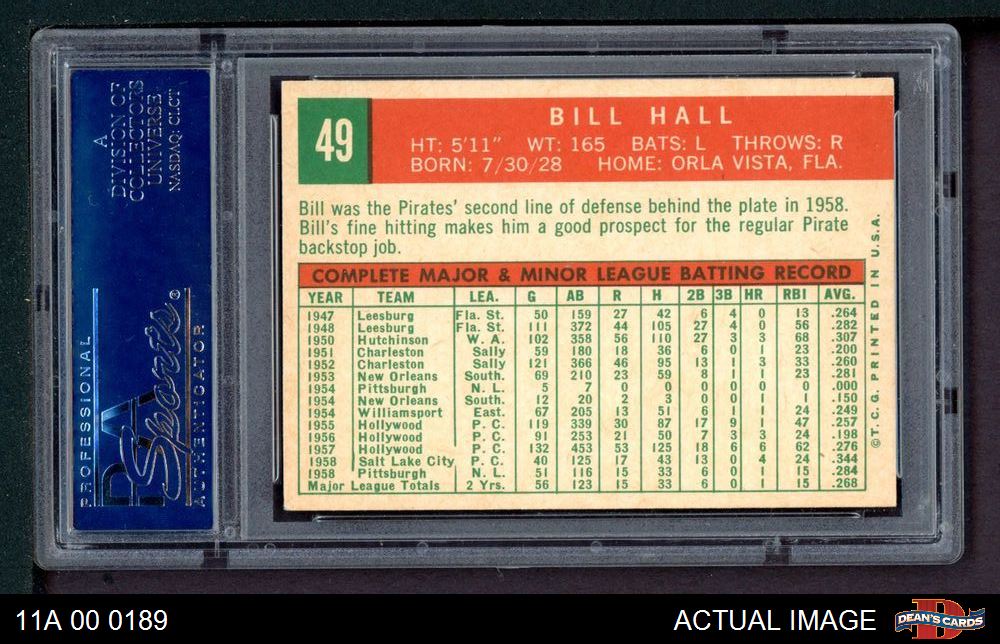 A
DIVISION OF
COLLECTORS
UNIVERSE
NASDAQ: CLCT
PROFESSIONAL
PSA
Sports®
AUTHENTICATOR
49
BILL HALL
HT: 5'11" WT: 165 BATS: L THROWS: R
BORN: 7/30/28 HOME: ORLA VISTA, FLA.
Bill was the Pirates' second line of defense behind the plate in 1958.
Bill's fine hitting makes him a good prospect for the regular Pirate
backstop job.
COMPLETE MAJOR & MINOR LEAGUE BATTING RECORD
YEAR TEAM LEA. G AB R H 2B 3B HR RBI AVG.
1947 Leesburg Fla. St. 50 159 27 42 6 4 0 13 .264
1948 Leesburg Fla. St. 111 372 44 105 27 4 0 56 .282
1950 Hutchinson W. A. 102 358 56 110 27 3 3 68 .307
1951 Charleston Sally 59 180 18 36 6 0 1 23 .200
1952 Charleston Sally 121 366 46 95 13 1 3 33 .260
1953 New Orleans South. 69 210 23 59 8 1 1 23 .281
1954 Pittsburgh N. L. 5 7 0 0 0 0 0 0 .000
1954 New Orleans South. 12 20 2 3 0 0 0 1 .150
1954 Williamsport East. 67 205 13 51 6 1 1 24 .249
1955 Hollywood P. C. 119 339 30 87 17 9 1 47 .257
1956 Hollywood P. C. 91 253 21 50 7 3 3 24 .198
1957 Hollywood P. C. 132 453 53 125 18 6 6 62 .276
1958 Salt Lake City P. C. 40 125 17 43 13 0 4 24 .344
1958 Pittsburgh N. L. 51 116 15 33 6 0 1 15 .284
Major League Totals 2 Yrs. 56 123 15 33 6 0 1 15 .268
©T.C.G. PRINTED IN U.S.A.
11A 00 0189
ACTUAL IMAGE
D
DEAN'S CARDS